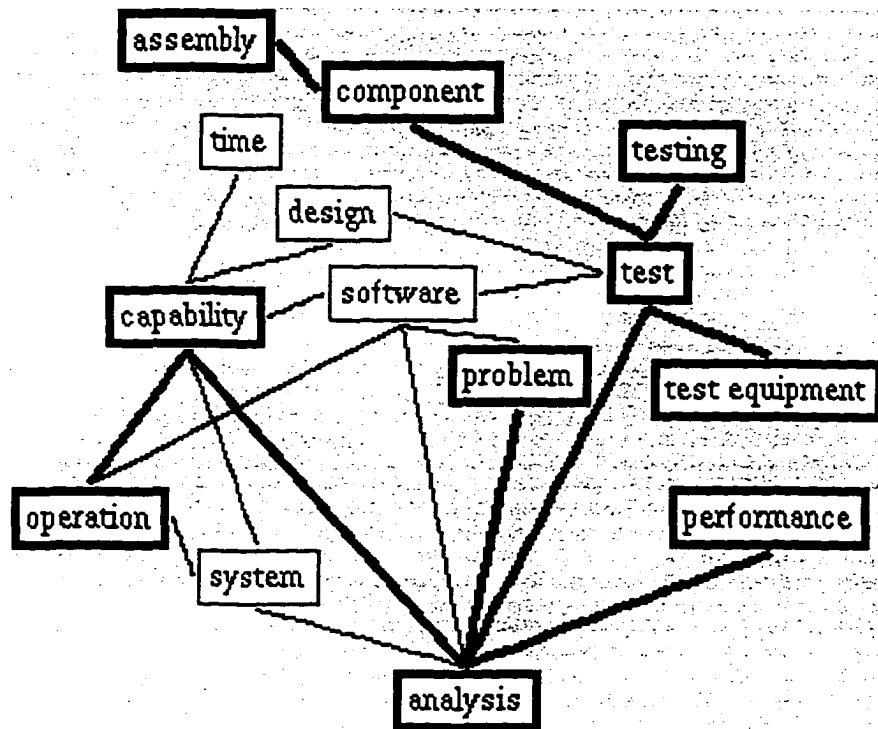 assembly
component
time
testing
design
test
software
capability
problem
test equipment
operation
performance
system
analysis